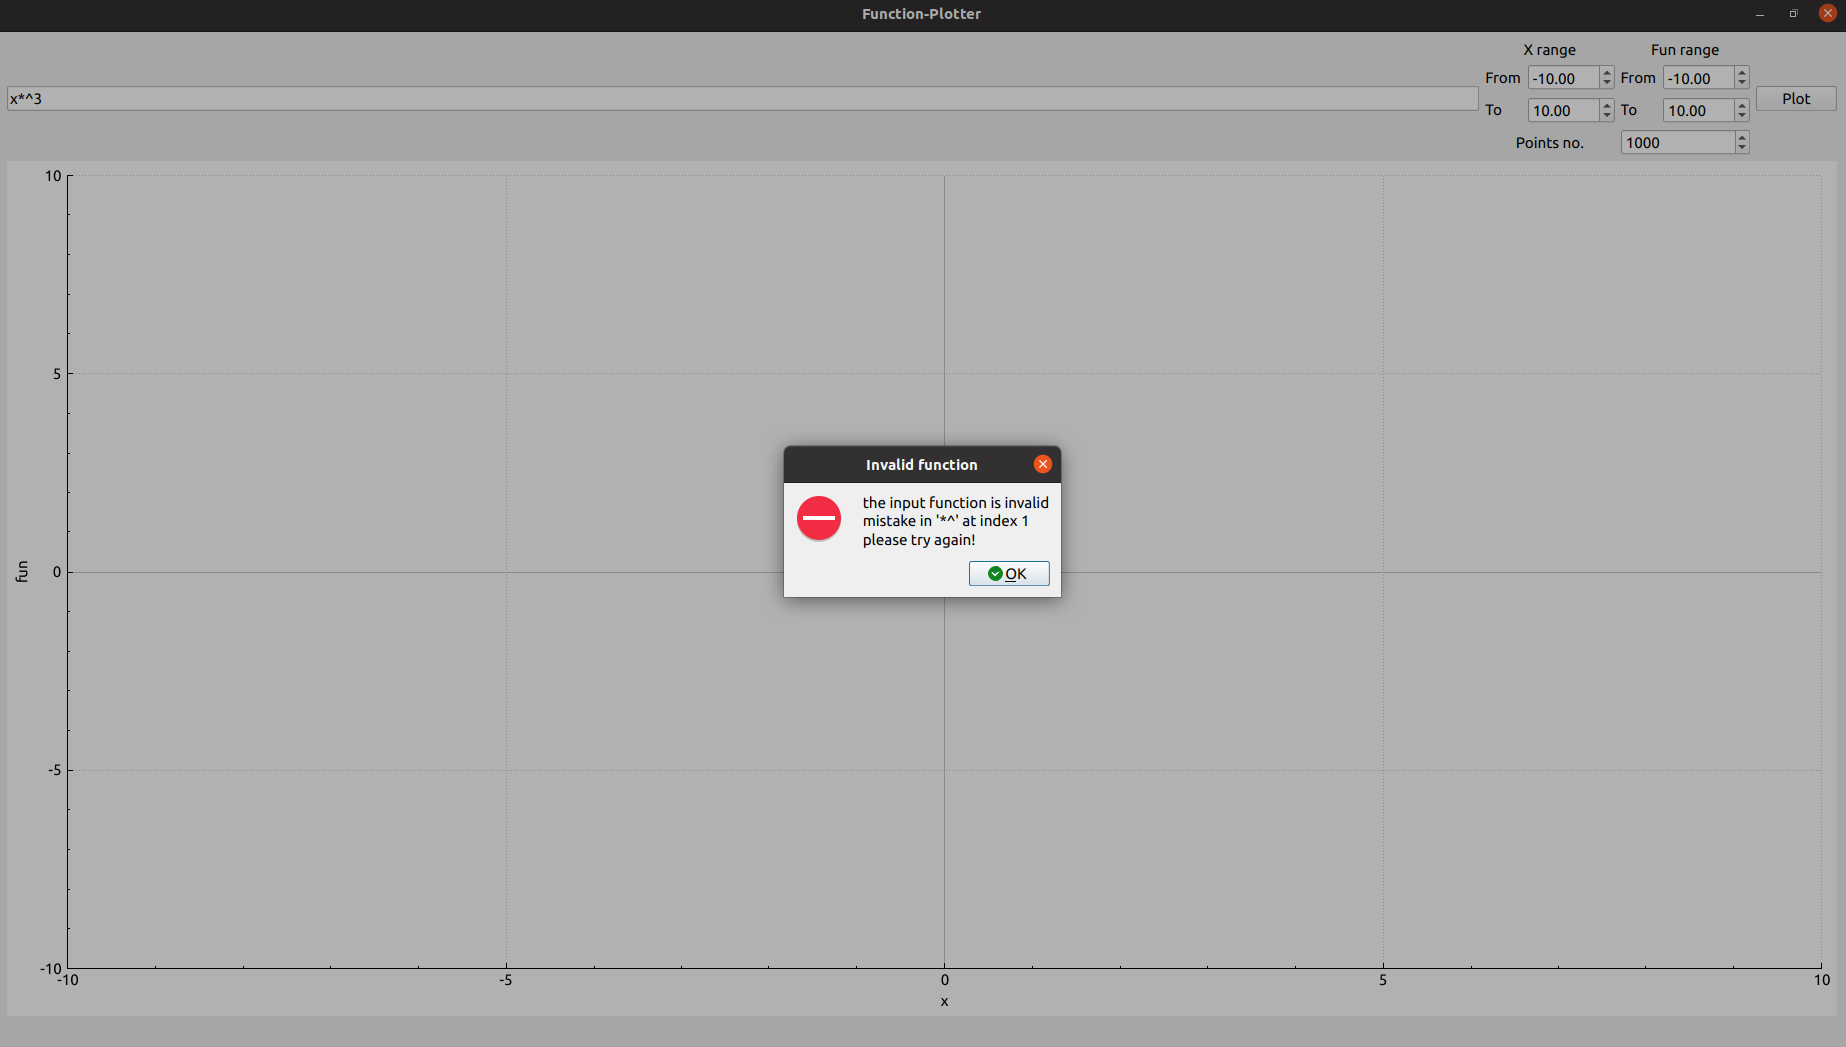 Function-Plotter
X range Fun range
From -10.00 From -10.00
x*^3 Plot
To 10.00 To 10.00
Points no. 1000
10
5
0
-5
-10
fun
-10 -5 0 5 10
x
Invalid function
the input function is invalid
mistake in '*^' at index 1
please try again!
OK